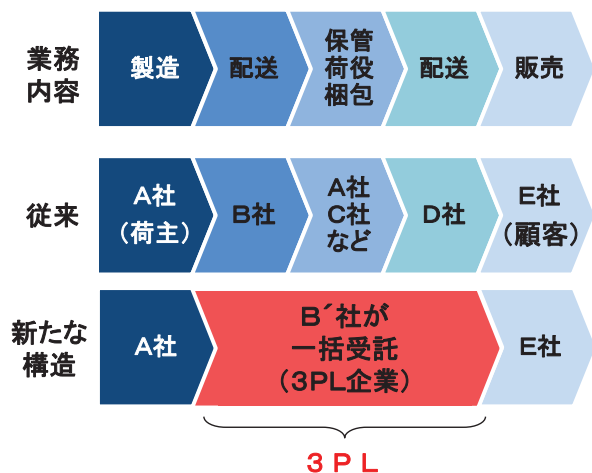 業務
内容
製造
配送
保管
荷役
梱包
配送
販売
従来
A社
(荷主)
B社
A社
C社
など
D社
E社
(顧客)
新たな
構造
A社
B´社が
一括受託
(3PL企業)
E社
3PL